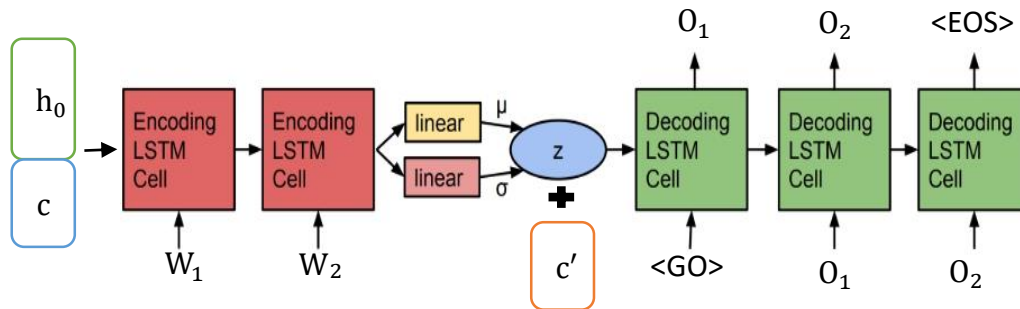 O₁
O₂
<EOS>
h₀
c
Encoding
LSTM
Cell
Encoding
LSTM
Cell
linear
linear
μ
σ
z
Decoding
LSTM
Cell
Decoding
LSTM
Cell
Decoding
LSTM
Cell
W₁
W₂
c′
<GO>
O₁
O₂